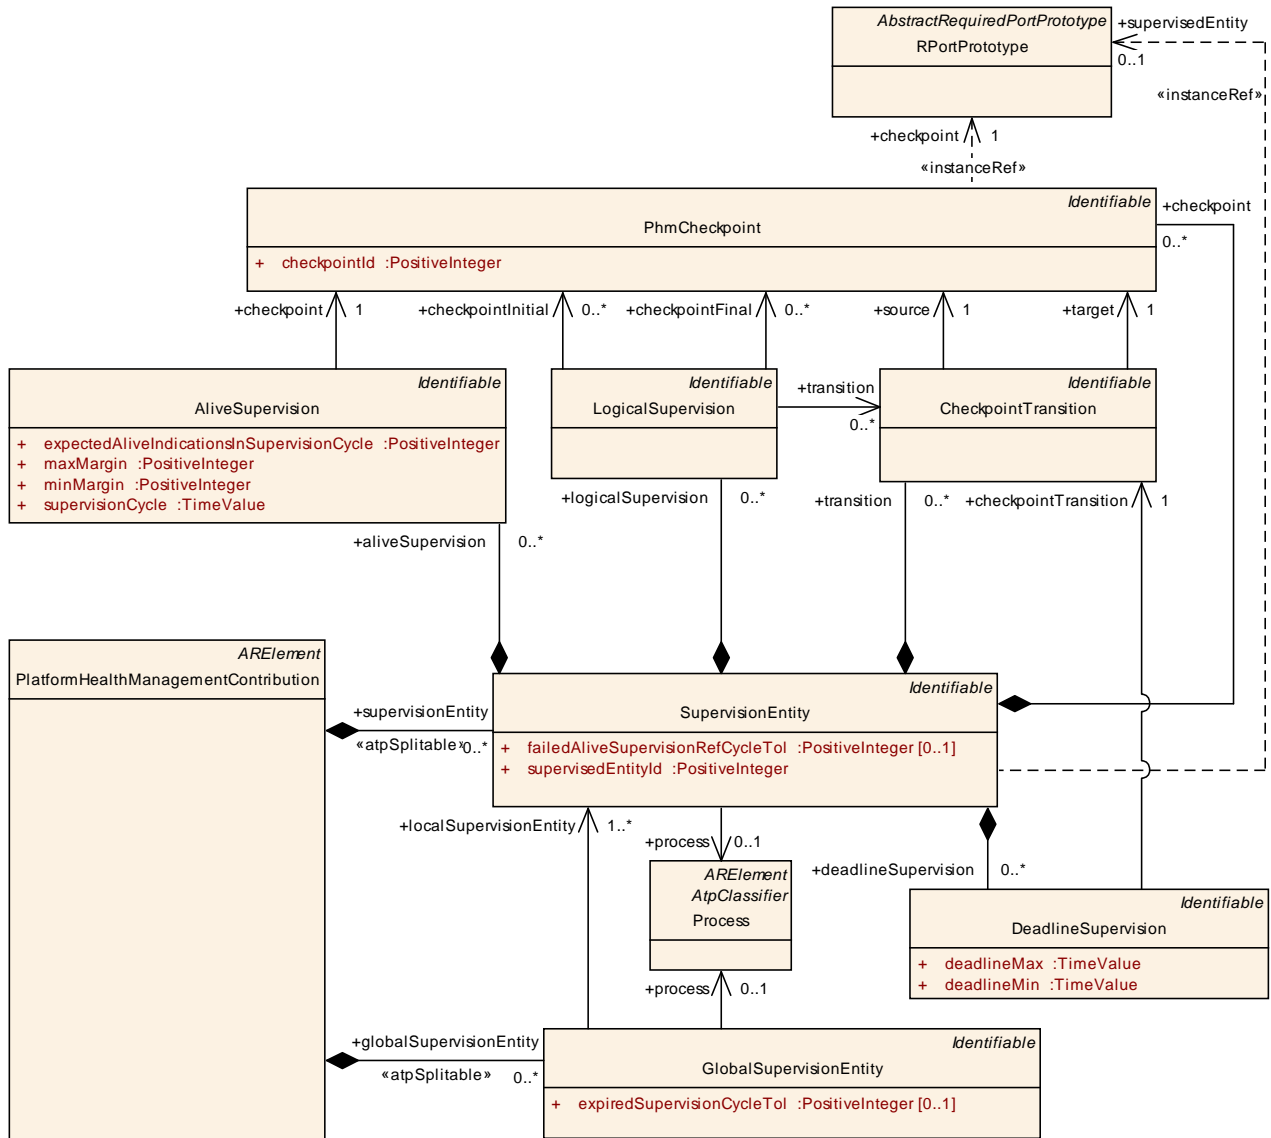 AbstractRequiredPortPrototype
RPortPrototype
+supervisedEntity
0..1
«instanceRef»
+checkpoint 1
«instanceRef»
Identifiable
PhmCheckpoint
+ checkpointId :PositiveInteger
+checkpoint
0..*
+checkpoint 1
+checkpointInitial 0..*
+checkpointFinal 0..*
+source 1
+target 1
Identifiable
AliveSupervision
+ expectedAliveIndicationsInSupervisionCycle :PositiveInteger
+ maxMargin :PositiveInteger
+ minMargin :PositiveInteger
+ supervisionCycle :TimeValue
Identifiable
LogicalSupervision
+transition
0..*
Identifiable
CheckpointTransition
+aliveSupervision 0..*
+logicalSupervision 0..*
+transition 0..*
+checkpointTransition 1
ARElement
PlatformHealthManagementContribution
+supervisionEntity
«atpSplitable» 0..*
Identifiable
SupervisionEntity
+ failedAliveSupervisionRefCycleTol :PositiveInteger [0..1]
+ supervisedEntityId :PositiveInteger
+localSupervisionEntity 1..*
+process 0..1
+deadlineSupervision 0..*
ARElement
AtpClassifier
Process
Identifiable
DeadlineSupervision
+ deadlineMax :TimeValue
+ deadlineMin :TimeValue
+process 0..1
+globalSupervisionEntity
«atpSplitable» 0..*
Identifiable
GlobalSupervisionEntity
+ expiredSupervisionCycleTol :PositiveInteger [0..1]